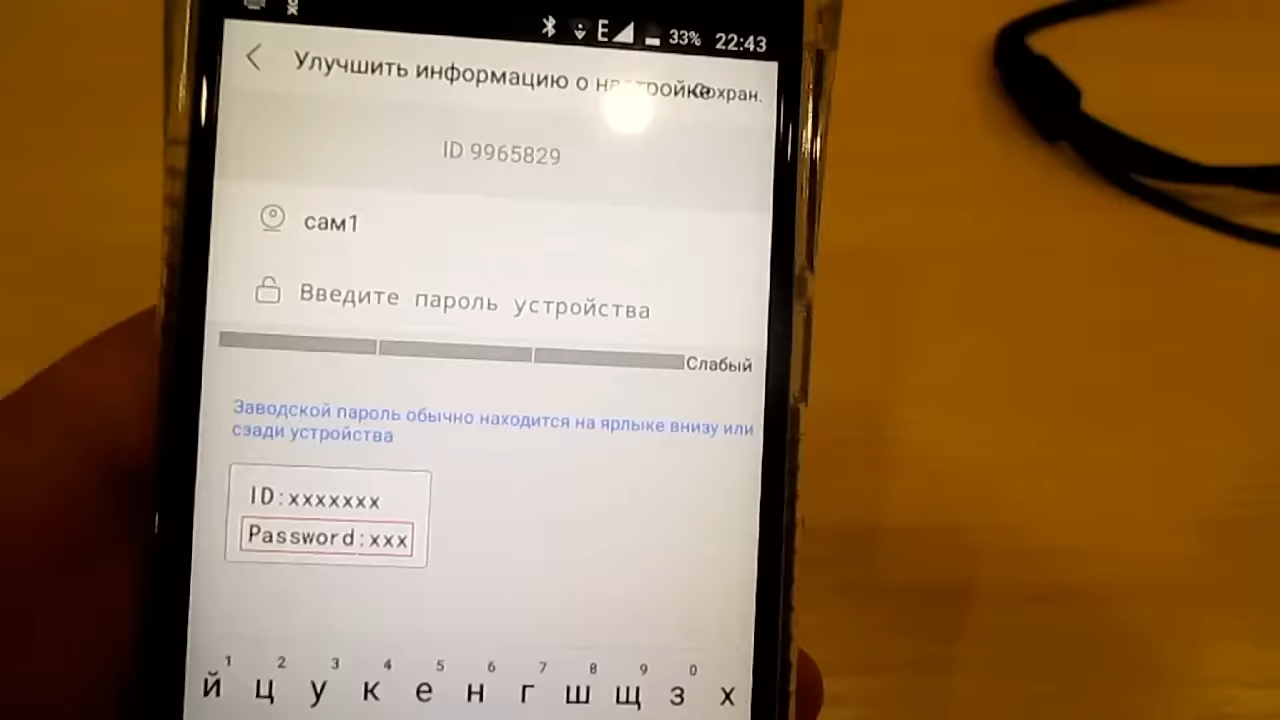 E 33% 22:43
Улучшить информацию о настройке Сохран.
ID 9965829
сам1
Введите пароль устройства
Слабый
Заводской пароль обычно находится на ярлыке внизу или
сзади устройства
ID:xxxxxxx
Password:xxx
1 2 3 4 5 6 7 8 9 0
й ц у к е н г ш щ з х